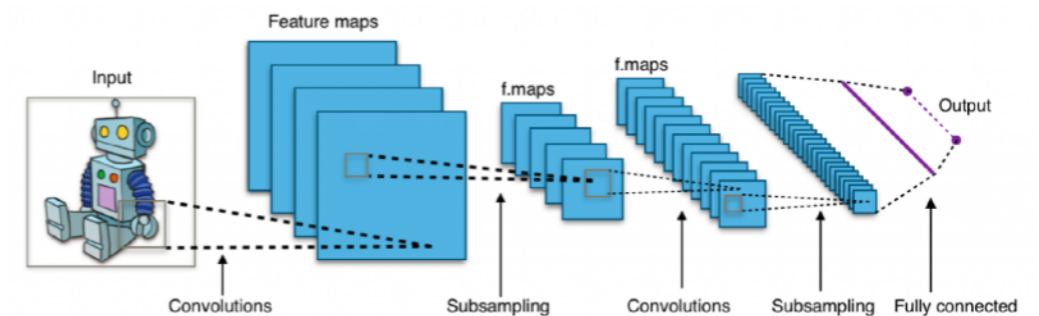 Feature maps
Input
f.maps
f.maps
Output
Convolutions
Subsampling
Convolutions
Subsampling
Fully connected